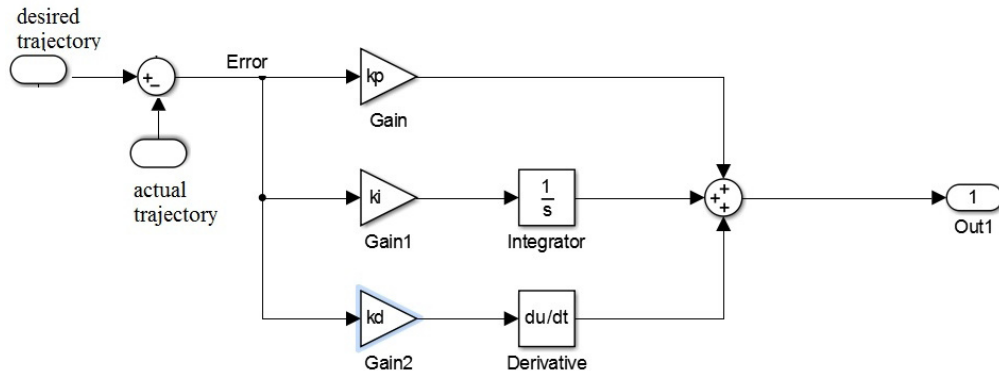 desired
trajectory
Error
+
−
kp
Gain
actual
trajectory
ki
Gain1
1
s
Integrator
+
+
+
1
Out1
kd
Gain2
du/dt
Derivative